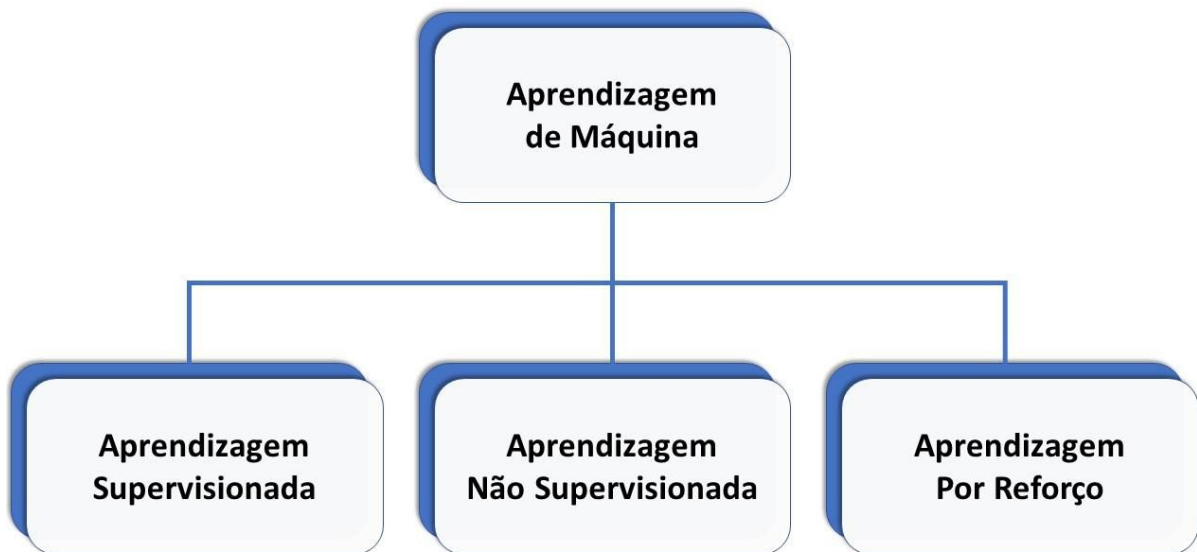 Aprendizagem
de Máquina
Aprendizagem
Supervisionada
Aprendizagem
Não Supervisionada
Aprendizagem
Por Reforço